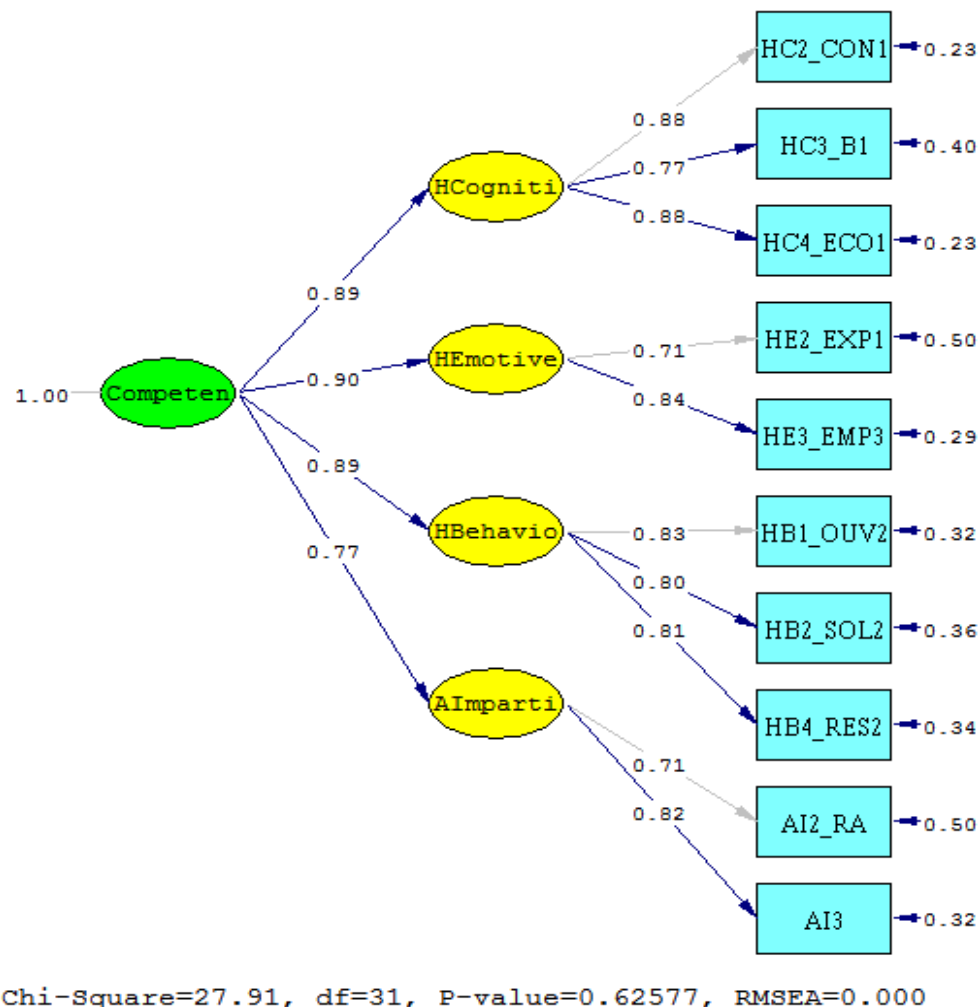 HC2_CON1 0.23
0.88
HC3_B1 0.40
0.77
HCogniti
0.88
HC4_ECO1 0.23
0.89
HE2_EXP1 0.50
0.71
HEmotive
0.90
1.00 Competen
0.84
HE3_EMP3 0.29
0.89
HB1_OUV2 0.32
0.83
HBehavio
0.77
0.80
HB2_SOL2 0.36
0.81
AImparti
HB4_RES2 0.34
0.71
0.82
AI2_RA 0.50
AI3 0.32
Chi-Square=27.91, df=31, P-value=0.62577, RMSEA=0.000